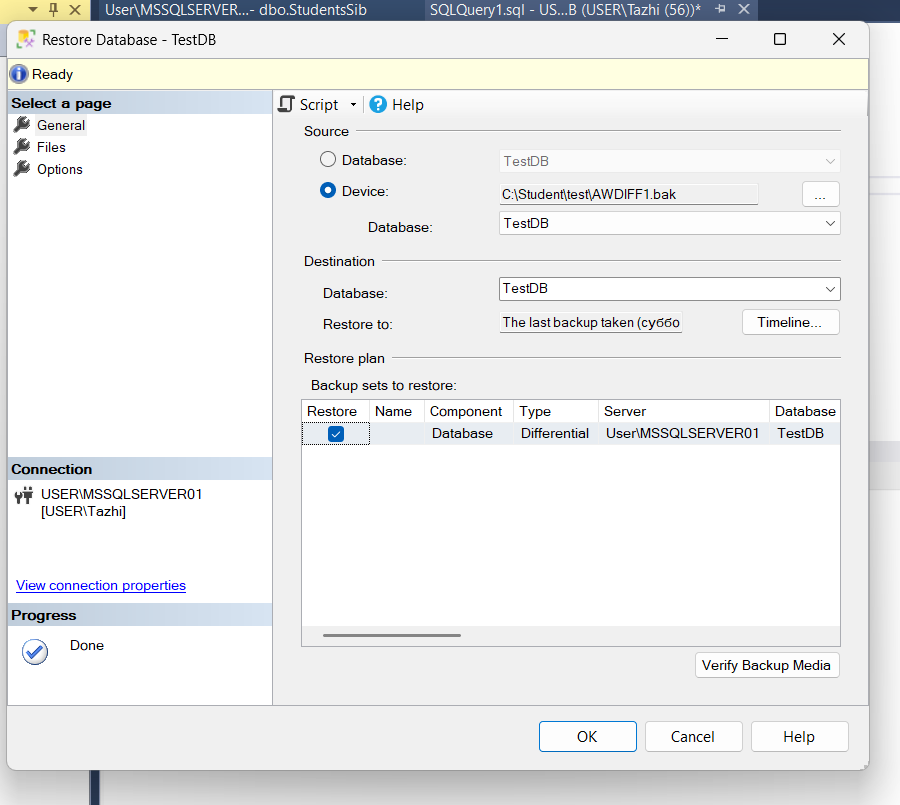 User\MSSQLSERVER...- dbo.StudentsSib
SQLQuery1.sql - US...B (USER\Tazhi (56))*
Restore Database - TestDB
Ready
Select a page
General
Files
Options
Script
Help
Source
Database:
TestDB
Device:
C:\Student\test\AWDIFF1.bak
...
Database:
TestDB
Destination
Database:
TestDB
Restore to:
The last backup taken (суббо
Timeline...
Restore plan
Backup sets to restore:
Restore Name Component Type Server Database
Database Differential User\MSSQLSERVER01 TestDB
Connection
USER\MSSQLSERVER01
[USER\Tazhi]
View connection properties
Progress
Done
Verify Backup Media
OK
Cancel
Help